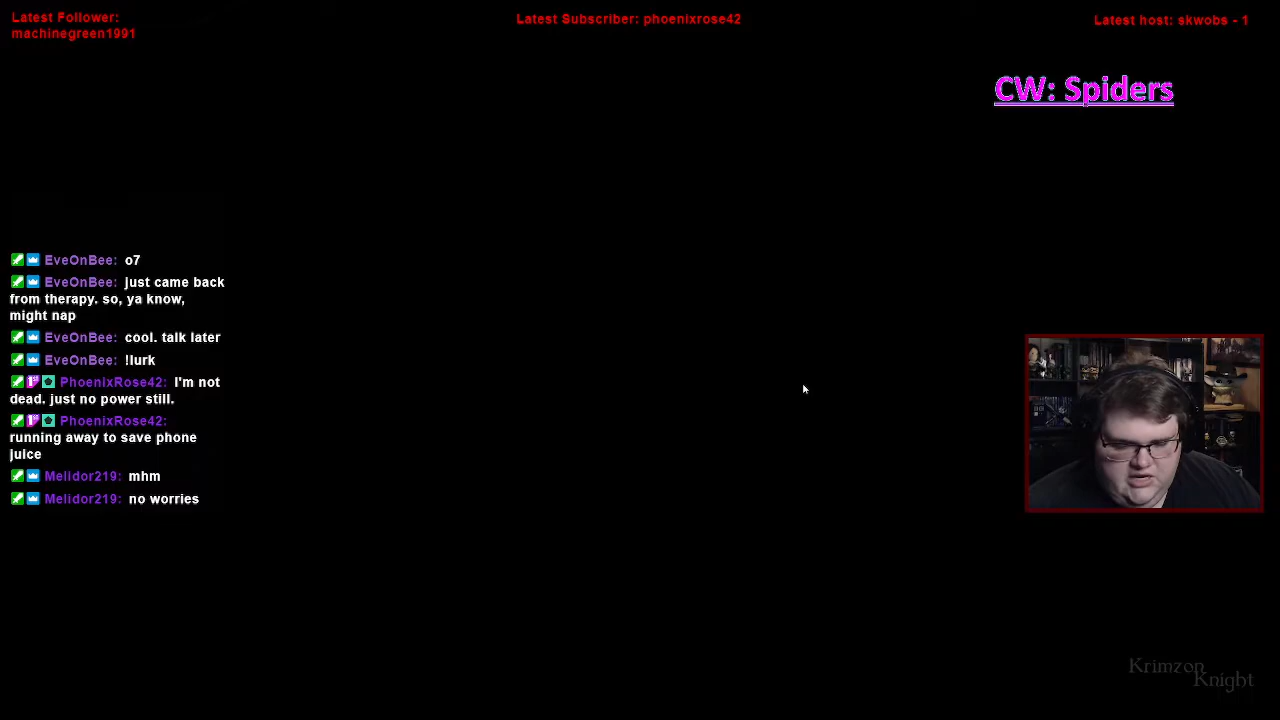 Latest Follower:
machinegreen1991
Latest Subscriber: phoenixrose42
Latest host: skwobs - 1
CW: Spiders
EveOnBee: o7
EveOnBee: just came back
from therapy. so, ya know,
might nap
EveOnBee: cool. talk later
EveOnBee: !lurk
PhoenixRose42: I'm not
dead. just no power still.
PhoenixRose42:
running away to save phone
juice
Melidor219: mhm
Melidor219: no worries
Krimzon
Knight